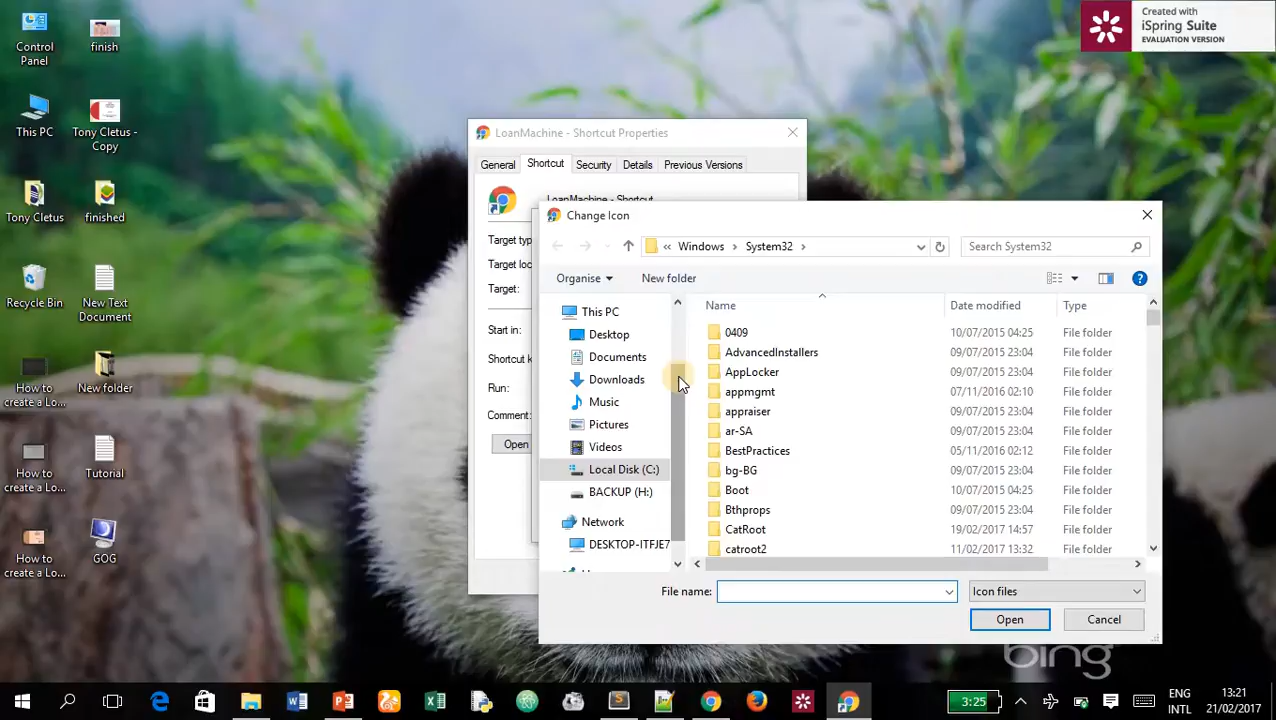 Control
Panel
finish
This PC
Tony Cletus -
Copy
Tony Cletus
finished
Recycle Bin
New Text
Document
How to
create a Lo...
New folder
How to
create a Lo...
Tutorial
How to
create a Lo...
GOG
Created with
iSpring Suite
EVALUATION VERSION
LoanMachine - Shortcut Properties
General
Shortcut
Security
Details
Previous Versions
LoanMachine - Shortcut
Target type
Target loc
Target:
Start in:
Shortcut k
Run:
Comment:
Open
Change Icon
« Windows > System32 >
Search System32
Organise
New folder
This PC
Desktop
Documents
Downloads
Music
Pictures
Videos
Local Disk (C:)
BACKUP (H:)
Network
DESKTOP-ITFJE7
Name Date modified Type
0409 10/07/2015 04:25 File folder
AdvancedInstallers 09/07/2015 23:04 File folder
AppLocker 09/07/2015 23:04 File folder
appmgmt 07/11/2016 02:10 File folder
appraiser 09/07/2015 23:04 File folder
ar-SA 09/07/2015 23:04 File folder
BestPractices 05/11/2016 02:12 File folder
bg-BG 09/07/2015 23:04 File folder
Boot 10/07/2015 04:25 File folder
Bthprops 09/07/2015 23:04 File folder
CatRoot 19/02/2017 14:57 File folder
catroot2 11/02/2017 13:32 File folder
File name:
Icon files
Open
Cancel
bing
3:25
ENG
INTL
13:21
21/02/2017